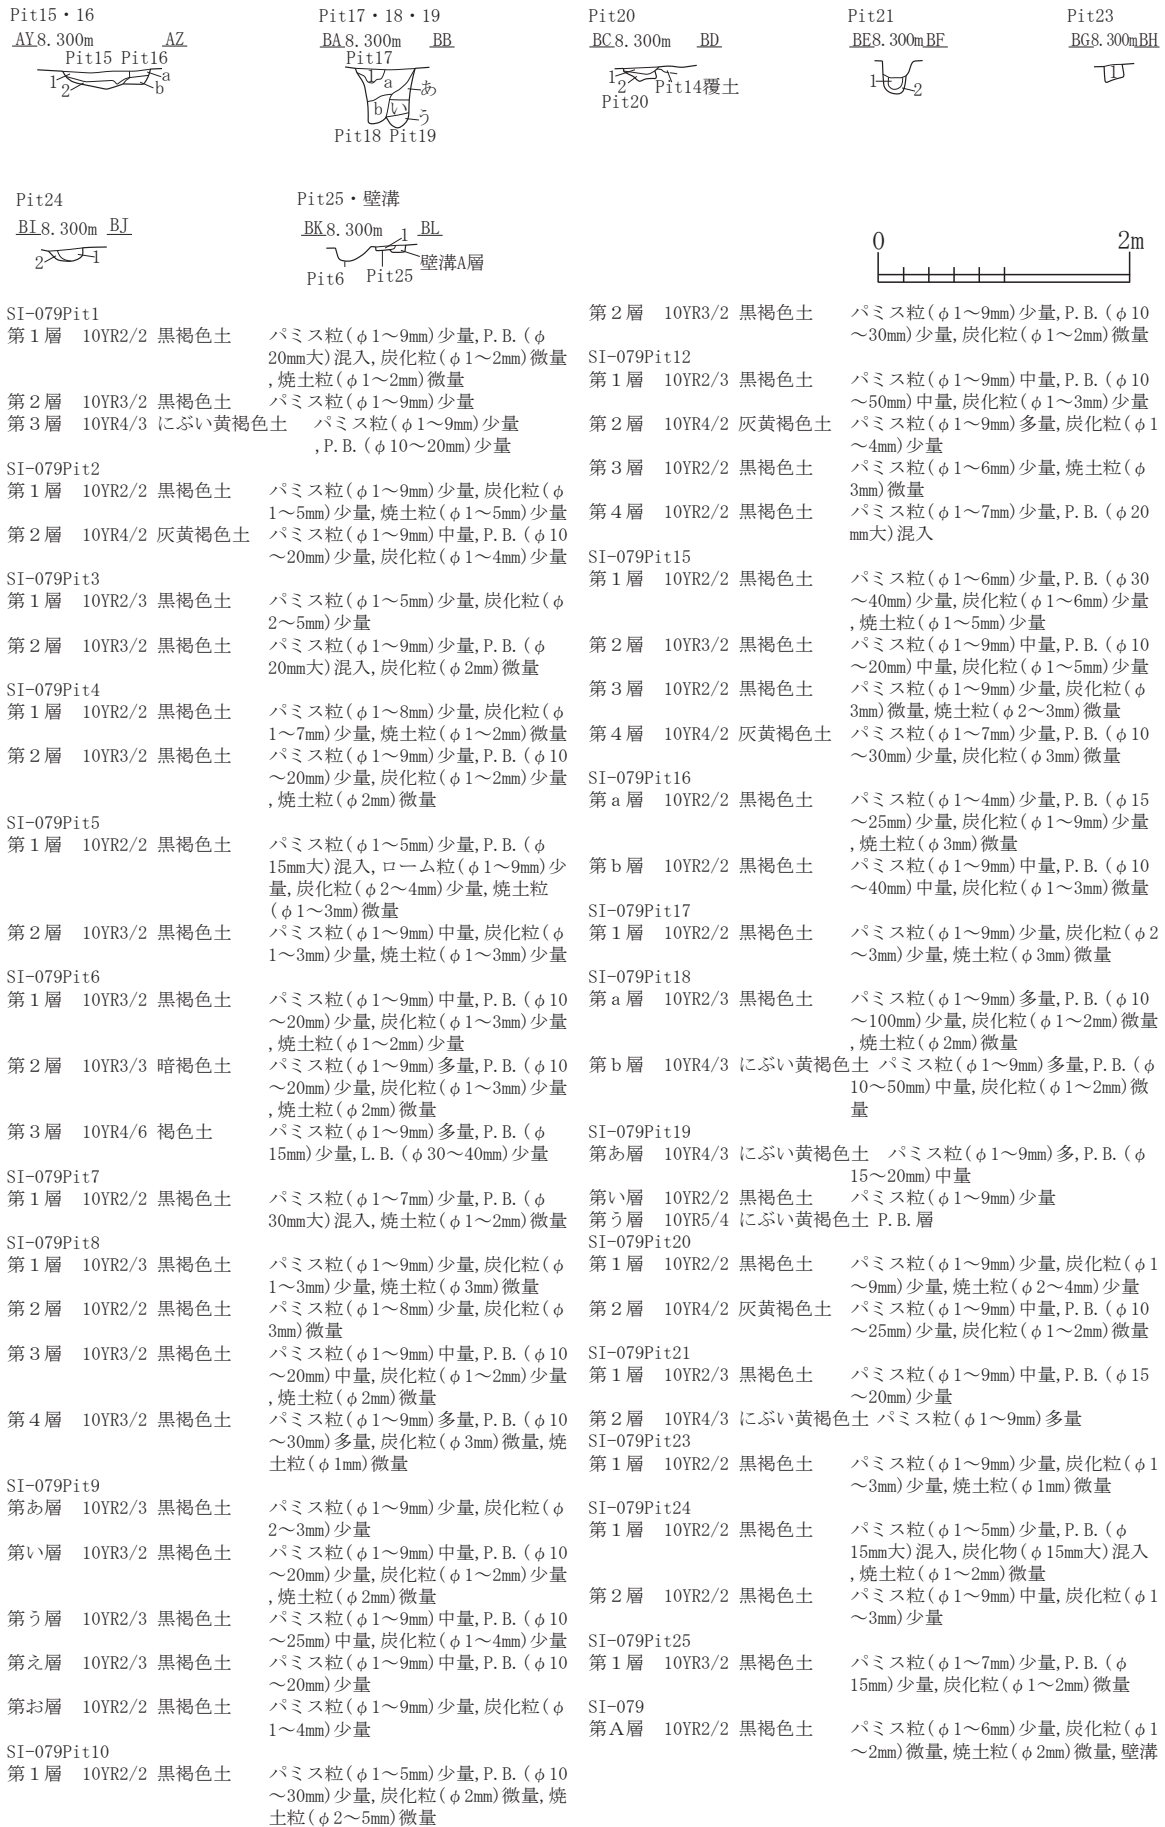 Pit15・16
AY 8.300m AZ
Pit15 Pit16
1
2
a
b
Pit17・18・19
BA 8.300m BB
Pit17
a
あ
b
い
う
Pit18 Pit19
Pit20
BC 8.300m BD
1
2
Pit14覆土
Pit20
Pit21
BE 8.300m BF
1
2
Pit23
BG 8.300m BH
1
Pit24
BI 8.300m BJ
2
1
Pit25・壁溝
BK 8.300m BL
1
壁溝A層
Pit6
Pit25
0 2m
SI-079Pit1
第1層 10YR2/2 黒褐色土 パミス粒(φ1～9mm)少量,P.B.(φ
20mm大)混入,炭化粒(φ1～2mm)微量
,焼土粒(φ1～2mm)微量
第2層 10YR3/2 黒褐色土 パミス粒(φ1～9mm)少量
第3層 10YR4/3 にぶい黄褐色土 パミス粒(φ1～9mm)少量
,P.B.(φ10～20mm)少量
SI-079Pit2
第1層 10YR2/2 黒褐色土 パミス粒(φ1～9mm)少量,炭化粒(φ
1～5mm)少量,焼土粒(φ1～5mm)少量
第2層 10YR4/2 灰黄褐色土 パミス粒(φ1～9mm)中量,P.B.(φ10
～20mm)少量,炭化粒(φ1～4mm)少量
SI-079Pit3
第1層 10YR2/3 黒褐色土 パミス粒(φ1～5mm)少量,炭化粒(φ
2～5mm)少量
第2層 10YR3/2 黒褐色土 パミス粒(φ1～9mm)少量,P.B.(φ
20mm大)混入,炭化粒(φ2mm)微量
SI-079Pit4
第1層 10YR2/2 黒褐色土 パミス粒(φ1～8mm)少量,炭化粒(φ
1～7mm)少量,焼土粒(φ1～2mm)微量
第2層 10YR3/2 黒褐色土 パミス粒(φ1～9mm)少量,P.B.(φ10
～20mm)少量,炭化粒(φ1～2mm)少量
,焼土粒(φ2mm)微量
SI-079Pit5
第1層 10YR2/2 黒褐色土 パミス粒(φ1～5mm)少量,P.B.(φ
15mm大)混入,ローム粒(φ1～9mm)少
量,炭化粒(φ2～4mm)少量,焼土粒
(φ1～3mm)微量
第2層 10YR3/2 黒褐色土 パミス粒(φ1～9mm)中量,炭化粒(φ
1～3mm)少量,焼土粒(φ1～3mm)少量
SI-079Pit6
第1層 10YR3/2 黒褐色土 パミス粒(φ1～9mm)中量,P.B.(φ10
～20mm)少量,炭化粒(φ1～3mm)少量
,焼土粒(φ1～2mm)少量
第2層 10YR3/3 暗褐色土 パミス粒(φ1～9mm)多量,P.B.(φ10
～20mm)少量,炭化粒(φ1～3mm)少量
,焼土粒(φ2mm)微量
第3層 10YR4/6 褐色土 パミス粒(φ1～9mm)多量,P.B.(φ
15mm)少量,L.B.(φ30～40mm)少量
SI-079Pit7
第1層 10YR2/2 黒褐色土 パミス粒(φ1～7mm)少量,P.B.(φ
30mm大)混入,焼土粒(φ1～2mm)微量
SI-079Pit8
第1層 10YR2/3 黒褐色土 パミス粒(φ1～9mm)少量,炭化粒(φ
1～3mm)少量,焼土粒(φ3mm)微量
第2層 10YR2/2 黒褐色土 パミス粒(φ1～8mm)少量,炭化粒(φ
3mm)微量
第3層 10YR3/2 黒褐色土 パミス粒(φ1～9mm)中量,P.B.(φ10
～20mm)中量,炭化粒(φ1～2mm)少量
,焼土粒(φ2mm)微量
第4層 10YR3/2 黒褐色土 パミス粒(φ1～9mm)多量,P.B.(φ10
～30mm)多量,炭化粒(φ3mm)微量,焼
土粒(φ1mm)微量
SI-079Pit9
第あ層 10YR2/3 黒褐色土 パミス粒(φ1～9mm)少量,炭化粒(φ
2～3mm)少量
第い層 10YR3/2 黒褐色土 パミス粒(φ1～9mm)中量,P.B.(φ10
～20mm)少量,炭化粒(φ1～2mm)少量
,焼土粒(φ2mm)微量
第う層 10YR2/3 黒褐色土 パミス粒(φ1～9mm)中量,P.B.(φ10
～25mm)中量,炭化粒(φ1～4mm)少量
第え層 10YR2/3 黒褐色土 パミス粒(φ1～9mm)中量,P.B.(φ10
～20mm)少量
第お層 10YR2/2 黒褐色土 パミス粒(φ1～9mm)少量,炭化粒(φ
1～4mm)少量
SI-079Pit10
第1層 10YR2/2 黒褐色土 パミス粒(φ1～5mm)少量,P.B.(φ10
～30mm)少量,炭化粒(φ2mm)微量,焼
土粒(φ2～5mm)微量
第2層 10YR3/2 黒褐色土 パミス粒(φ1～9mm)少量,P.B.(φ10
～30mm)少量,炭化粒(φ1～2mm)微量
SI-079Pit12
第1層 10YR2/3 黒褐色土 パミス粒(φ1～9mm)中量,P.B.(φ10
～50mm)中量,炭化粒(φ1～3mm)少量
第2層 10YR4/2 灰黄褐色土 パミス粒(φ1～9mm)多量,炭化粒(φ1
～4mm)少量
第3層 10YR2/2 黒褐色土 パミス粒(φ1～6mm)少量,焼土粒(φ
3mm)微量
第4層 10YR2/2 黒褐色土 パミス粒(φ1～7mm)少量,P.B.(φ20
mm大)混入
SI-079Pit15
第1層 10YR2/2 黒褐色土 パミス粒(φ1～6mm)少量,P.B.(φ30
～40mm)少量,炭化粒(φ1～6mm)少量
,焼土粒(φ1～5mm)少量
第2層 10YR3/2 黒褐色土 パミス粒(φ1～9mm)中量,P.B.(φ10
～20mm)中量,炭化粒(φ1～5mm)少量
第3層 10YR2/2 黒褐色土 パミス粒(φ1～9mm)少量,炭化粒(φ
3mm)微量,焼土粒(φ2～3mm)微量
第4層 10YR4/2 灰黄褐色土 パミス粒(φ1～7mm)少量,P.B.(φ10
～30mm)少量,炭化粒(φ3mm)微量
SI-079Pit16
第a層 10YR2/2 黒褐色土 パミス粒(φ1～4mm)少量,P.B.(φ15
～25mm)少量,炭化粒(φ1～9mm)少量
,焼土粒(φ3mm)微量
第b層 10YR2/2 黒褐色土 パミス粒(φ1～9mm)中量,P.B.(φ10
～40mm)中量,炭化粒(φ1～3mm)微量
SI-079Pit17
第1層 10YR2/2 黒褐色土 パミス粒(φ1～9mm)少量,炭化粒(φ2
～3mm)少量,焼土粒(φ3mm)微量
SI-079Pit18
第a層 10YR2/3 黒褐色土 パミス粒(φ1～9mm)多量,P.B.(φ10
～100mm)少量,炭化粒(φ1～2mm)微量
,焼土粒(φ2mm)微量
第b層 10YR4/3 にぶい黄褐色土 パミス粒(φ1～9mm)多量,P.B.(φ
10～50mm)中量,炭化粒(φ1～2mm)微
量
SI-079Pit19
第あ層 10YR4/3 にぶい黄褐色土 パミス粒(φ1～9mm)多,P.B.(φ
15～20mm)中量
第い層 10YR2/2 黒褐色土 パミス粒(φ1～9mm)少量
第う層 10YR5/4 にぶい黄褐色土 P.B.層
SI-079Pit20
第1層 10YR2/2 黒褐色土 パミス粒(φ1～9mm)少量,炭化粒(φ1
～9mm)少量,焼土粒(φ2～4mm)少量
第2層 10YR4/2 灰黄褐色土 パミス粒(φ1～9mm)中量,P.B.(φ10
～25mm)少量,炭化粒(φ1～2mm)微量
SI-079Pit21
第1層 10YR2/3 黒褐色土 パミス粒(φ1～9mm)中量,P.B.(φ15
～20mm)少量
第2層 10YR4/3 にぶい黄褐色土 パミス粒(φ1～9mm)多量
SI-079Pit23
第1層 10YR2/2 黒褐色土 パミス粒(φ1～9mm)少量,炭化粒(φ1
～3mm)少量,焼土粒(φ1mm)微量
SI-079Pit24
第1層 10YR2/2 黒褐色土 パミス粒(φ1～5mm)少量,P.B.(φ
15mm大)混入,炭化物(φ15mm大)混入
,焼土粒(φ1～2mm)微量
第2層 10YR2/2 黒褐色土 パミス粒(φ1～9mm)中量,炭化粒(φ1
～3mm)少量
SI-079Pit25
第1層 10YR3/2 黒褐色土 パミス粒(φ1～7mm)少量,P.B.(φ
15mm)少量,炭化粒(φ1～2mm)微量
SI-079
第A層 10YR2/2 黒褐色土 パミス粒(φ1～6mm)少量,炭化粒(φ1
～2mm)微量,焼土粒(φ2mm)微量,壁溝